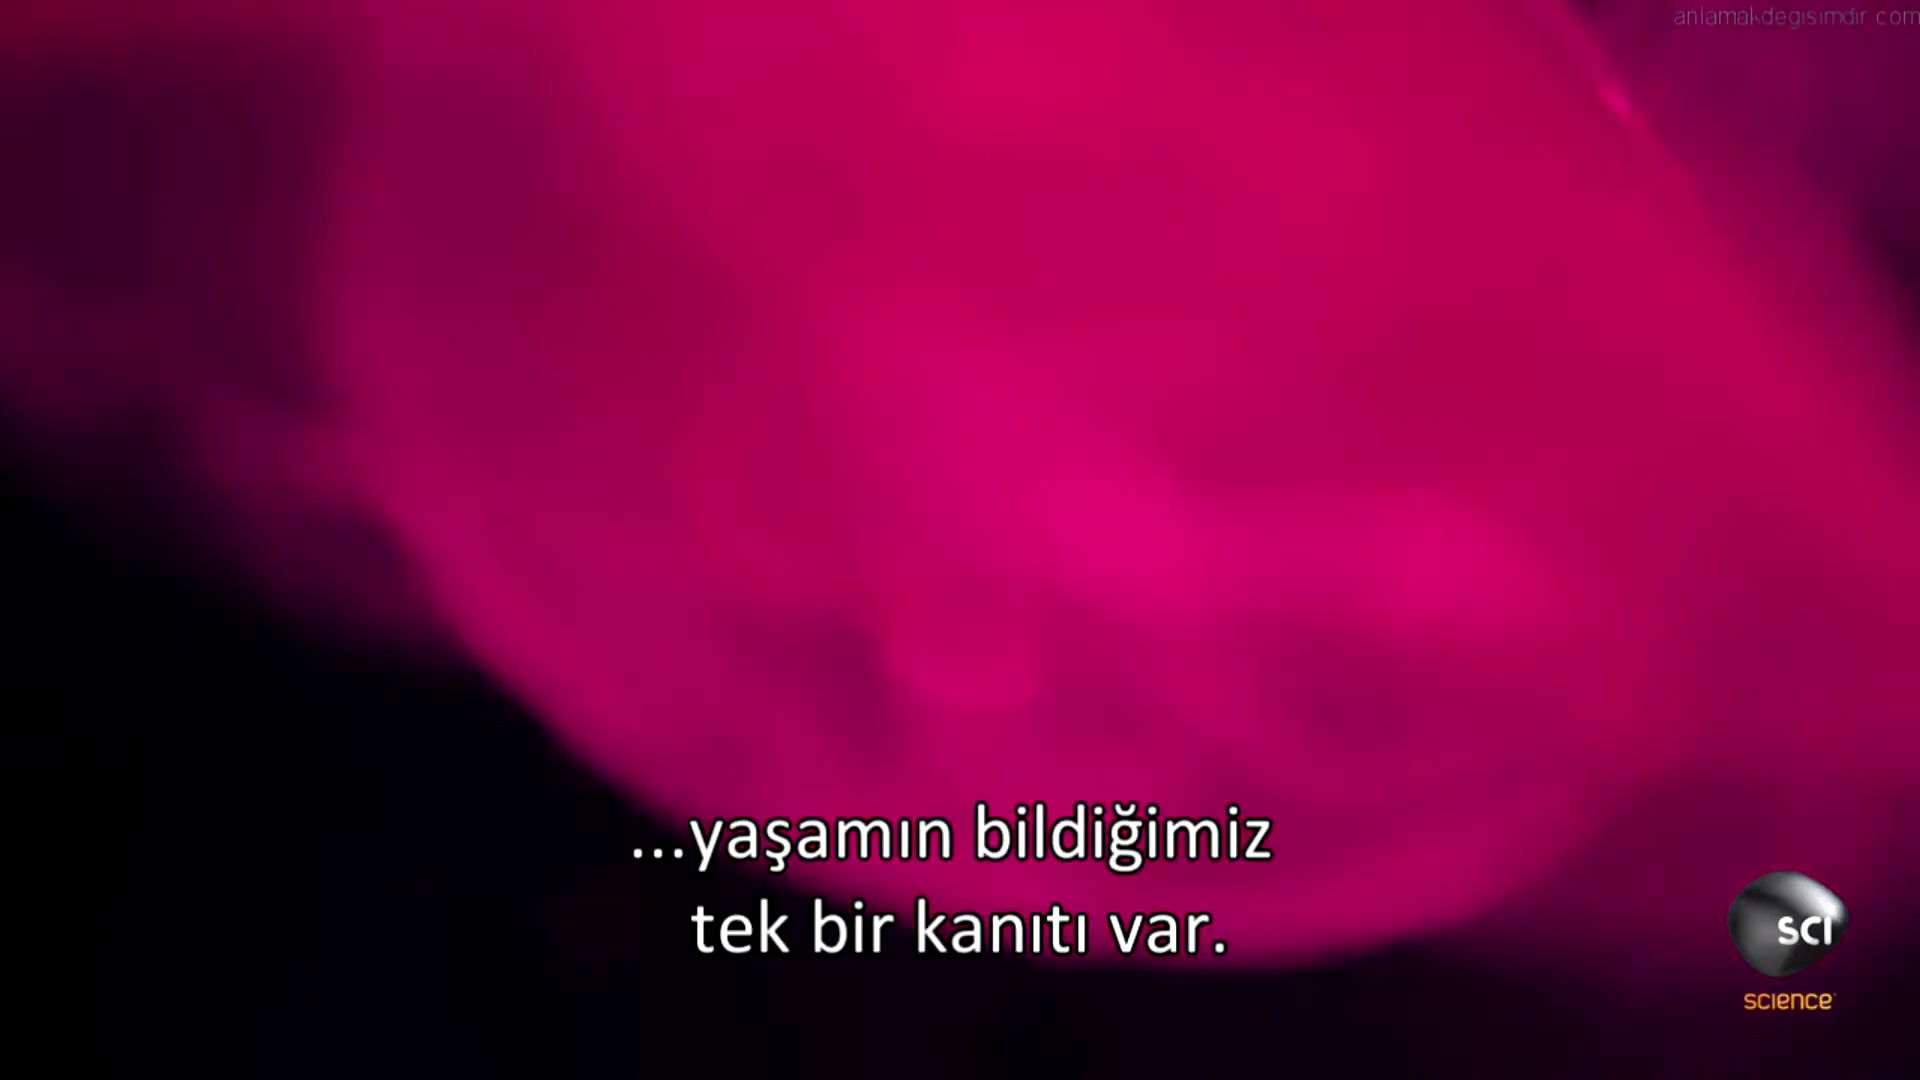 anlamakdegisimdir.com
...yaşamın bildiğimiz
tek bir kanıtı var.
SCI
science